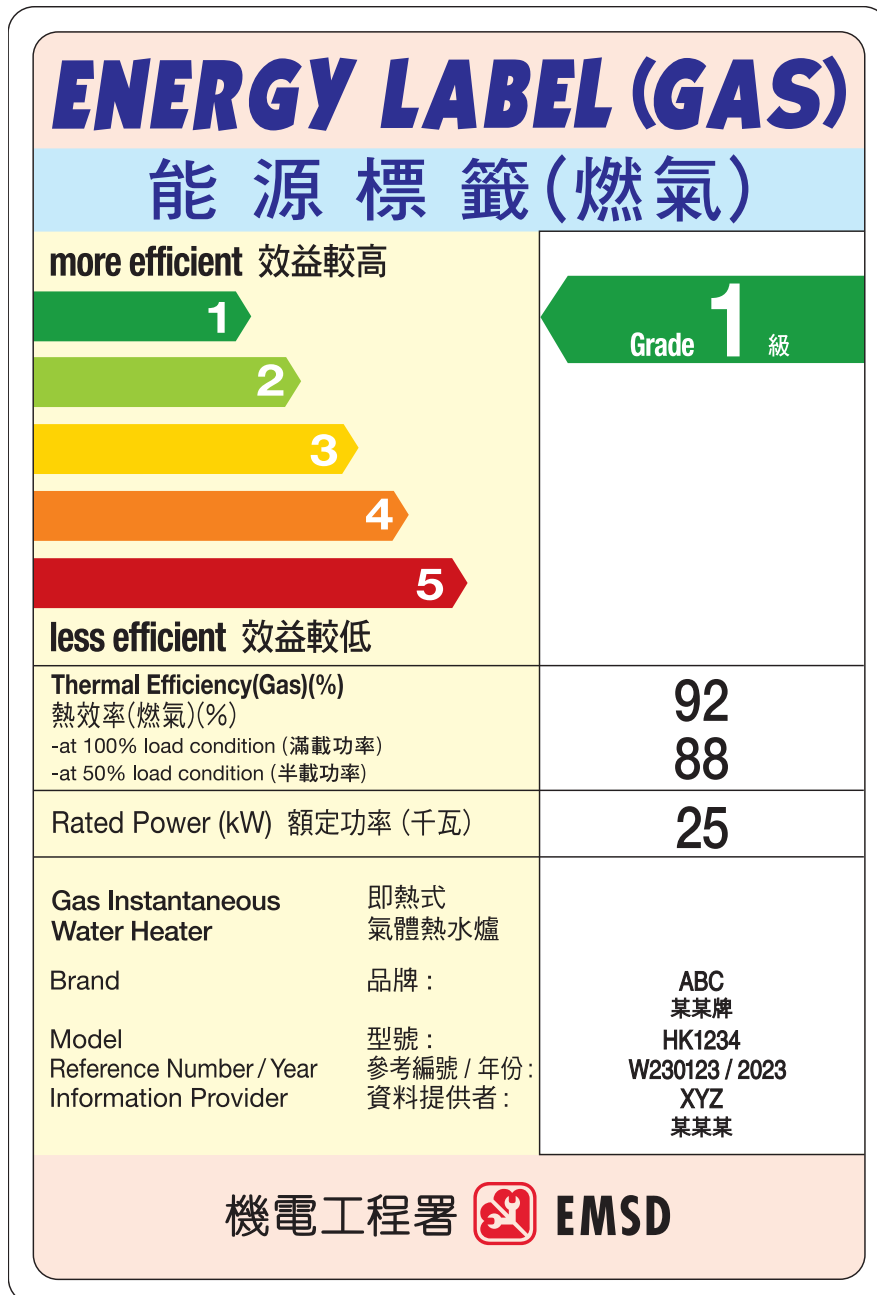 ENERGY LABEL (GAS)
能源標籤(燃氣)
more efficient 效益較高
1
2
3
4
5
less efficient 效益較低
Grade 1 級
Thermal Efficiency(Gas)(%)
熱效率(燃氣)(%)
-at 100% load condition (滿載功率)
-at 50% load condition (半載功率)
92
88
Rated Power (kW) 額定功率 (千瓦)
25
Gas Instantaneous 即熱式
Water Heater 氣體熱水爐
Brand 品牌 : ABC
某某牌
Model 型號 : HK1234
Reference Number / Year 參考編號 / 年份 : W230123 / 2023
Information Provider 資料提供者 : XYZ
某某某
機電工程署 EMSD